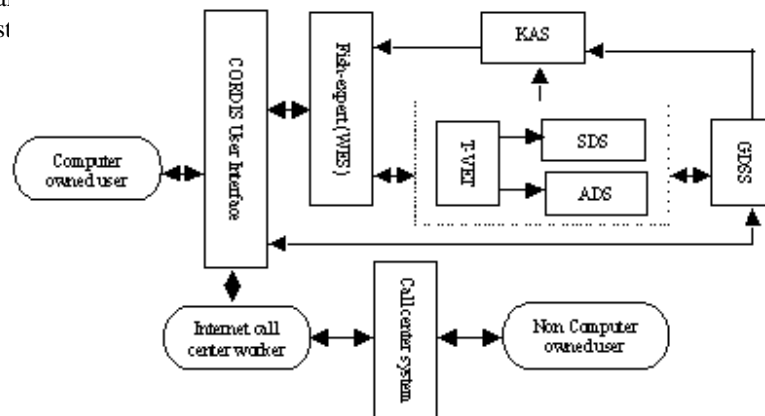 KAS
CORDIS User Interface
Fish-expert (WIES)
T-VET
SDS
ADS
GDSS
Computer
owned user
Internet call
center worker
Call center system
Non Computer
owned user